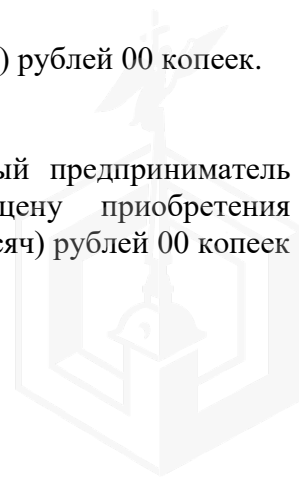 ) рублей 00 копеек.
ый предприниматель
цену приобретения
сяч) рублей 00 копеек